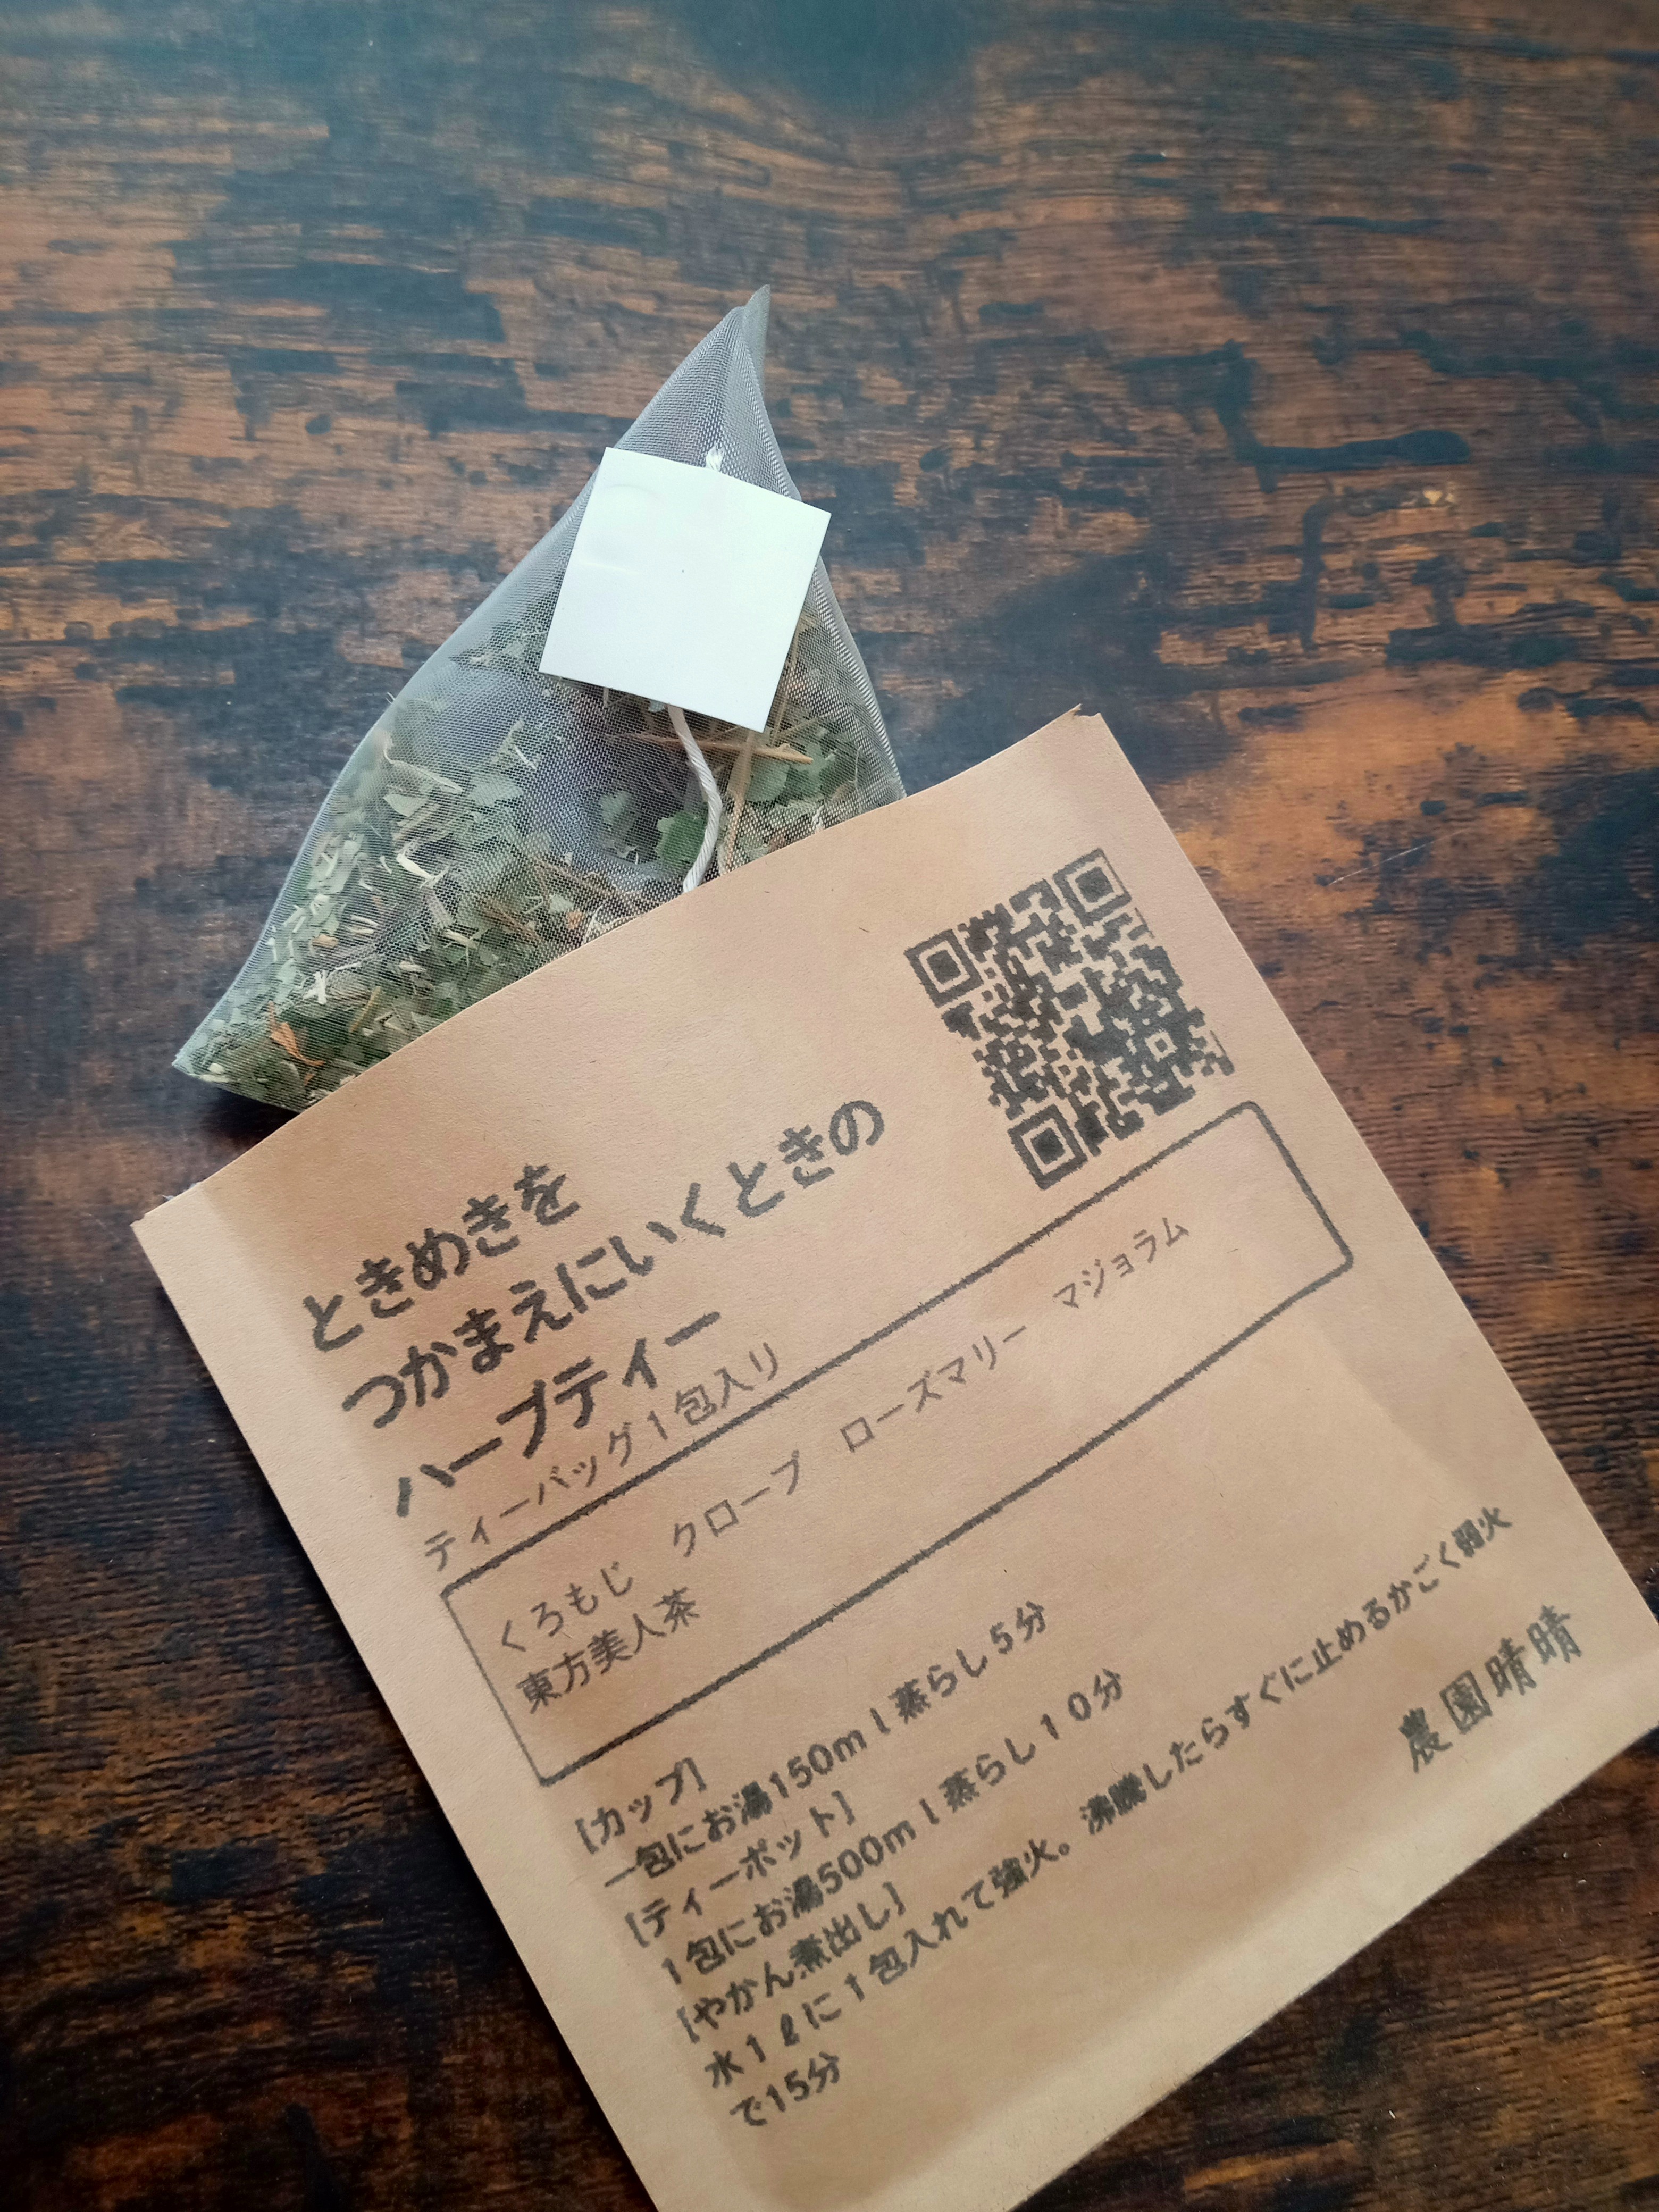 ときめきを
つかまえにいくときの
ハーブティー
ティーバッグ1包入り
くろもじ　クローブ　ローズマリー　マジョラム
東方美人茶
[カップ]
一包にお湯150ml蒸らし5分
[ティーポット]
1包にお湯500ml蒸らし10分
[やかん煮出し]
水1ℓに1包入れて強火。沸騰したらすぐに止めるかごく弱火
で15分
農園晴晴